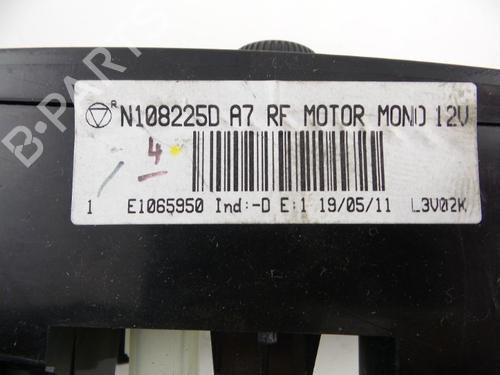 B-PARTS
R N108225D A7 RF MOTOR MONO 12V
4
1 E1065950 Ind:-D E:1 19/05/11 L3V02K